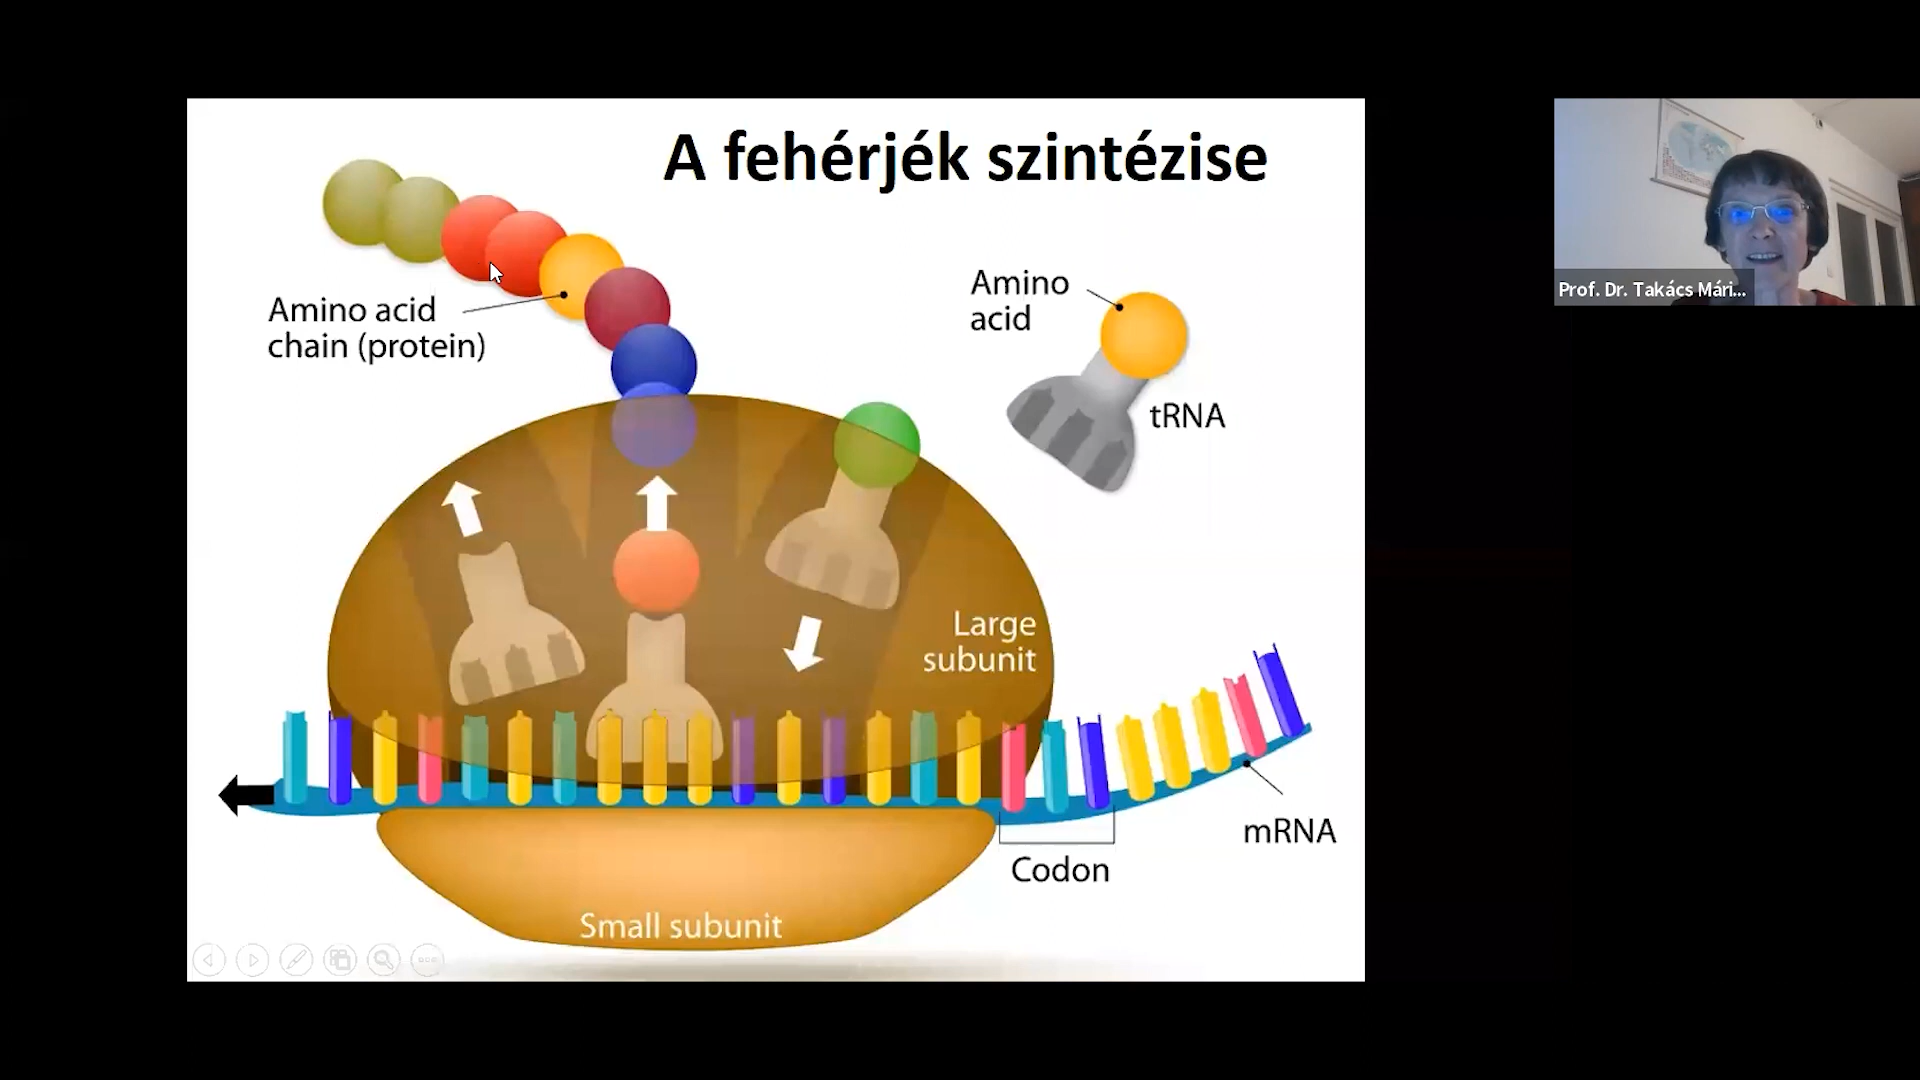 A fehérjék szintézise
Amino acid
chain (protein)
Amino
acid
tRNA
Large
subunit
mRNA
Codon
Small subunit
Prof. Dr. Takács Mári...